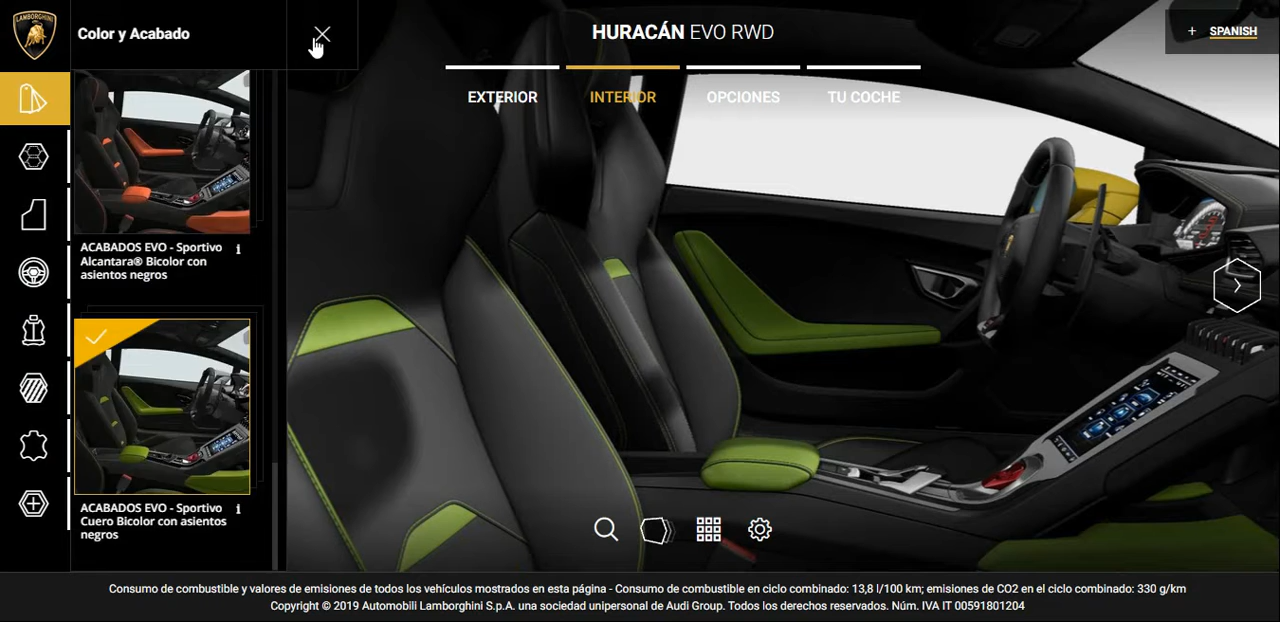 LAMBORGHINI
Color y Acabado
HURACÁN EVO RWD
+ SPANISH
EXTERIOR
INTERIOR
OPCIONES
TU COCHE
ACABADOS EVO - Sportivo
Alcantara® Bicolor con
asientos negros
i
ACABADOS EVO - Sportivo
Cuero Bicolor con asientos
negros
i
Consumo de combustible y valores de emisiones de todos los vehículos mostrados en esta página - Consumo de combustible en ciclo combinado: 13,8 l/100 km; emisiones de CO2 en el ciclo combinado: 330 g/km
Copyright © 2019 Automobili Lamborghini S.p.A. una sociedad unipersonal de Audi Group. Todos los derechos reservados. Núm. IVA IT 00591801204